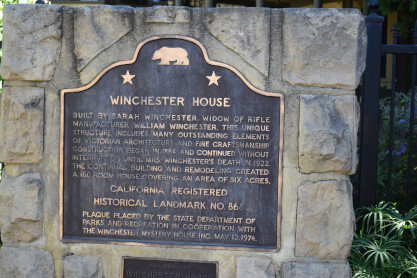 WINCHESTER HOUSE
BUILT BY SARAH WINCHESTER, WIDOW OF RIFLE
MANUFACTURER WILLIAM WINCHESTER, THIS UNIQUE
STRUCTURE INCLUDES MANY OUTSTANDING ELEMENTS
OF VICTORIAN ARCHITECTURE AND FINE CRAFTSMANSHIP
CONSTRUCTION BEGAN IN 1884 AND CONTINUED WITHOUT
INTERRUPTION UNTIL MRS. WINCHESTER'S DEATH IN 1922.
THE CONTINUAL BUILDING AND REMODELING CREATED
A 160 ROOM HOUSE COVERING AN AREA OF SIX ACRES.
CALIFORNIA REGISTERED
HISTORICAL LANDMARK NO. 868
PLAQUE PLACED BY THE STATE DEPARTMENT OF
PARKS AND RECREATION IN COOPERATION WITH
THE WINCHESTER MYSTERY HOUSE INC. MAY 13, 1974.